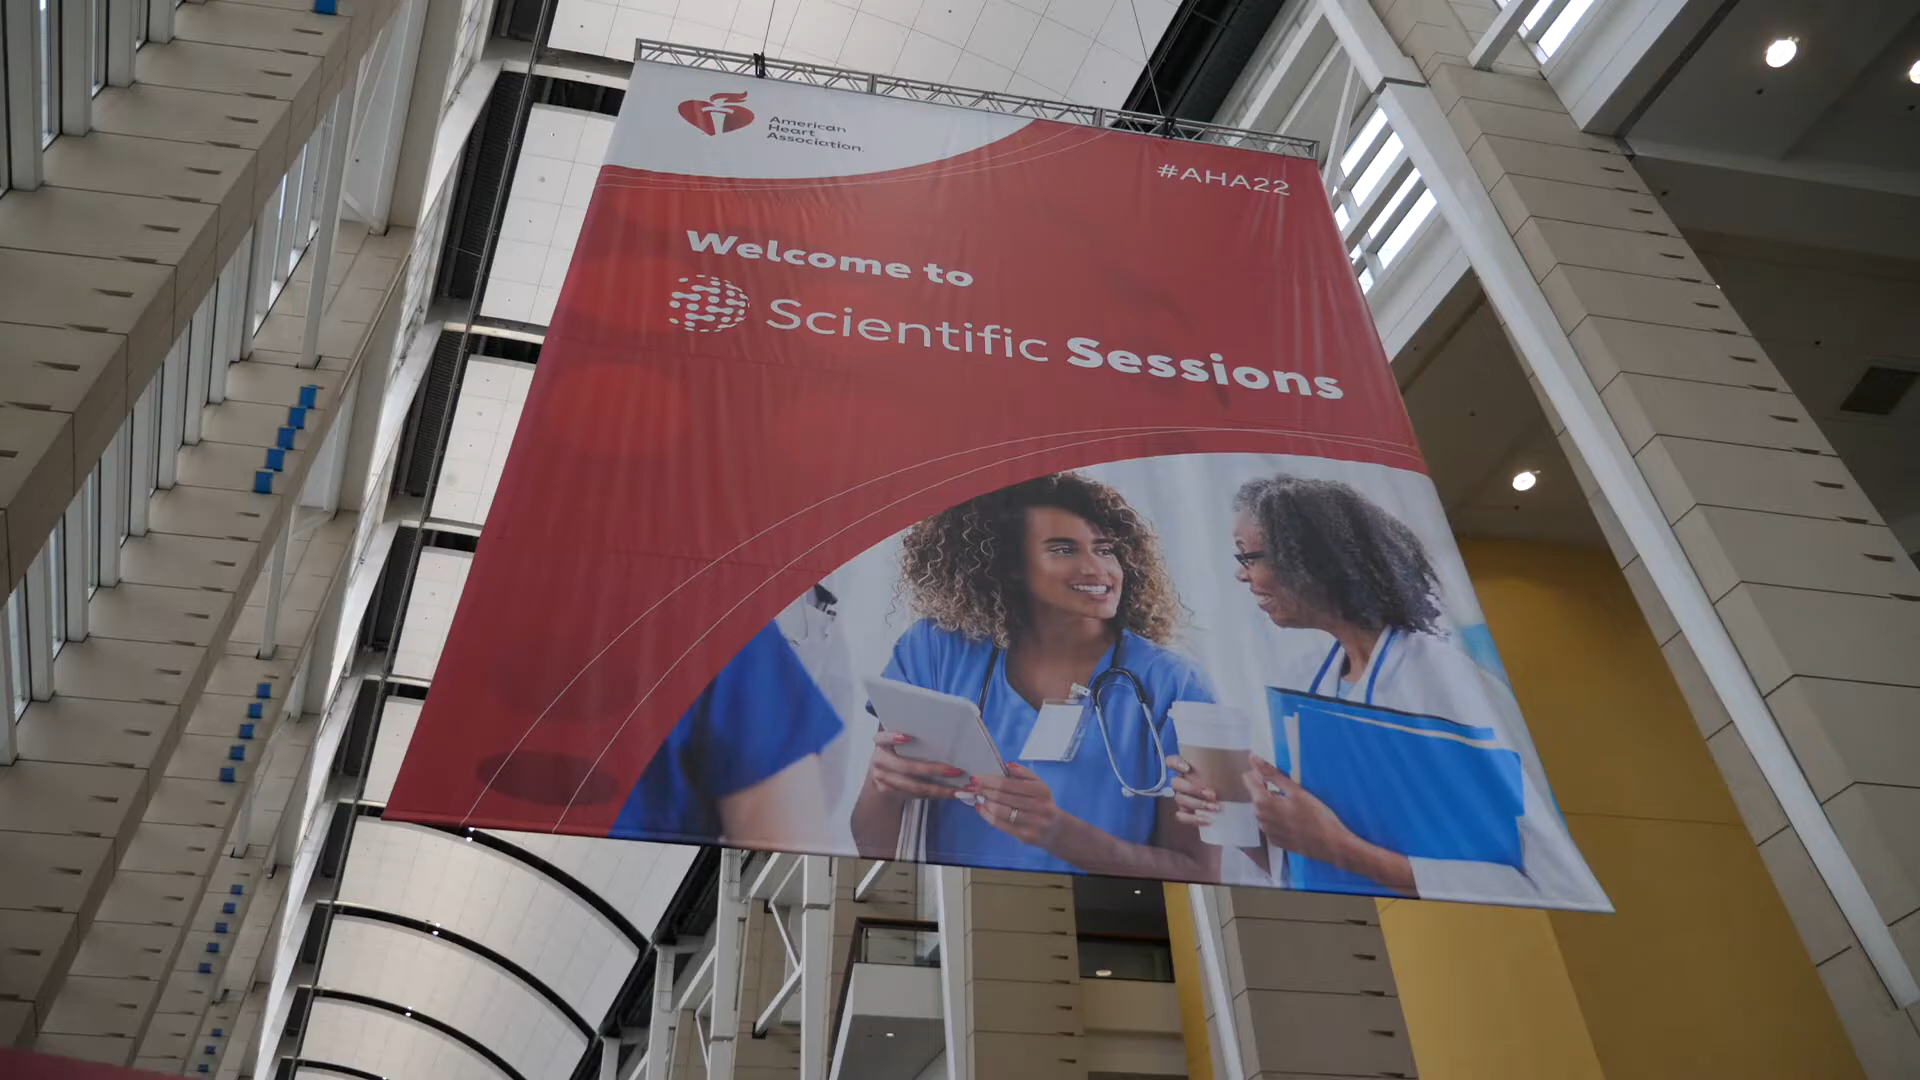 American
Heart
Association.
#AHA22
Welcome to
Scientific Sessions